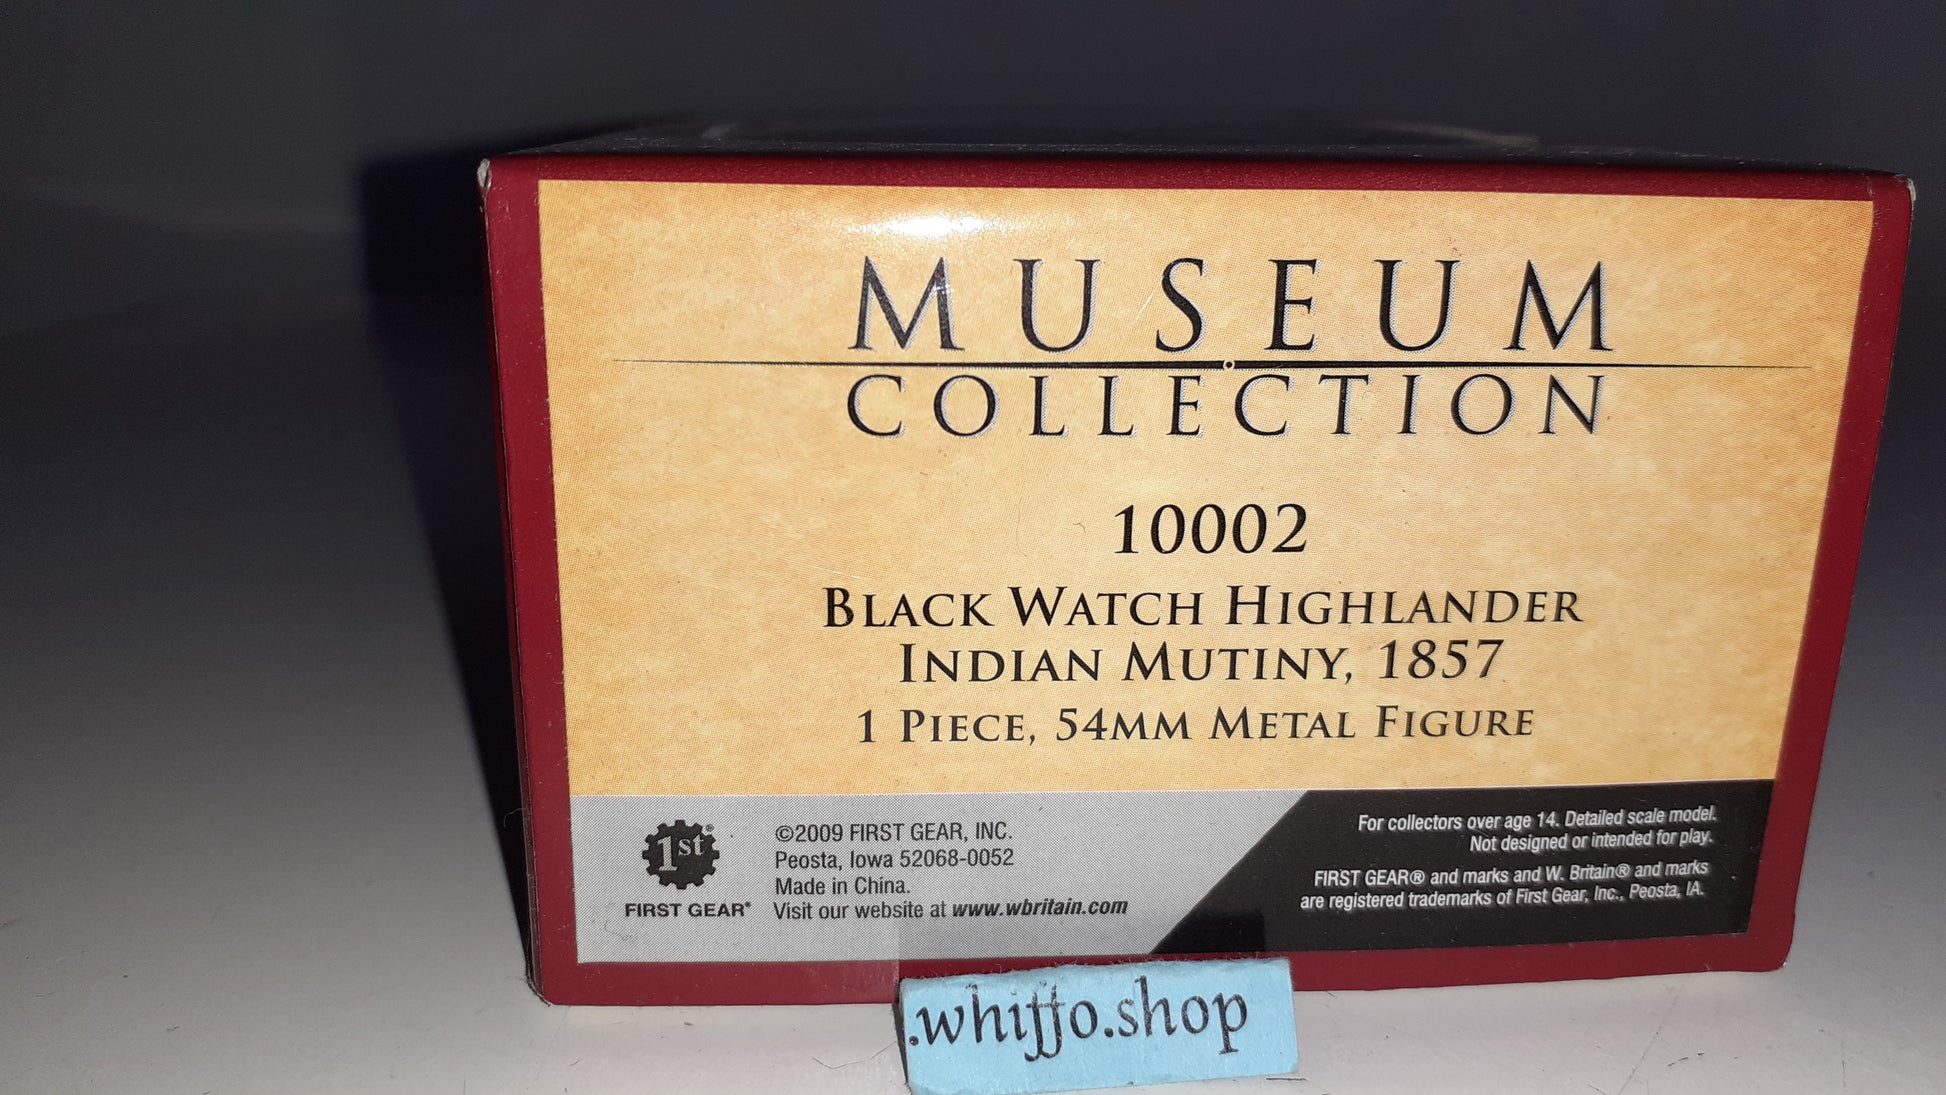 MUSEUM
COLLECTION
10002
BLACK WATCH HIGHLANDER
INDIAN MUTINY, 1857
1 PIECE, 54MM METAL FIGURE
1st®
FIRST GEAR®
©2009 FIRST GEAR, INC.
Peosta, Iowa 52068-0052
Made in China.
Visit our website at www.wbritain.com
For collectors over age 14. Detailed scale model.
Not designed or intended for play.
FIRST GEAR® and marks and W. Britain® and marks
are registered trademarks of First Gear, Inc., Peosta, IA.
.whiffo.shop